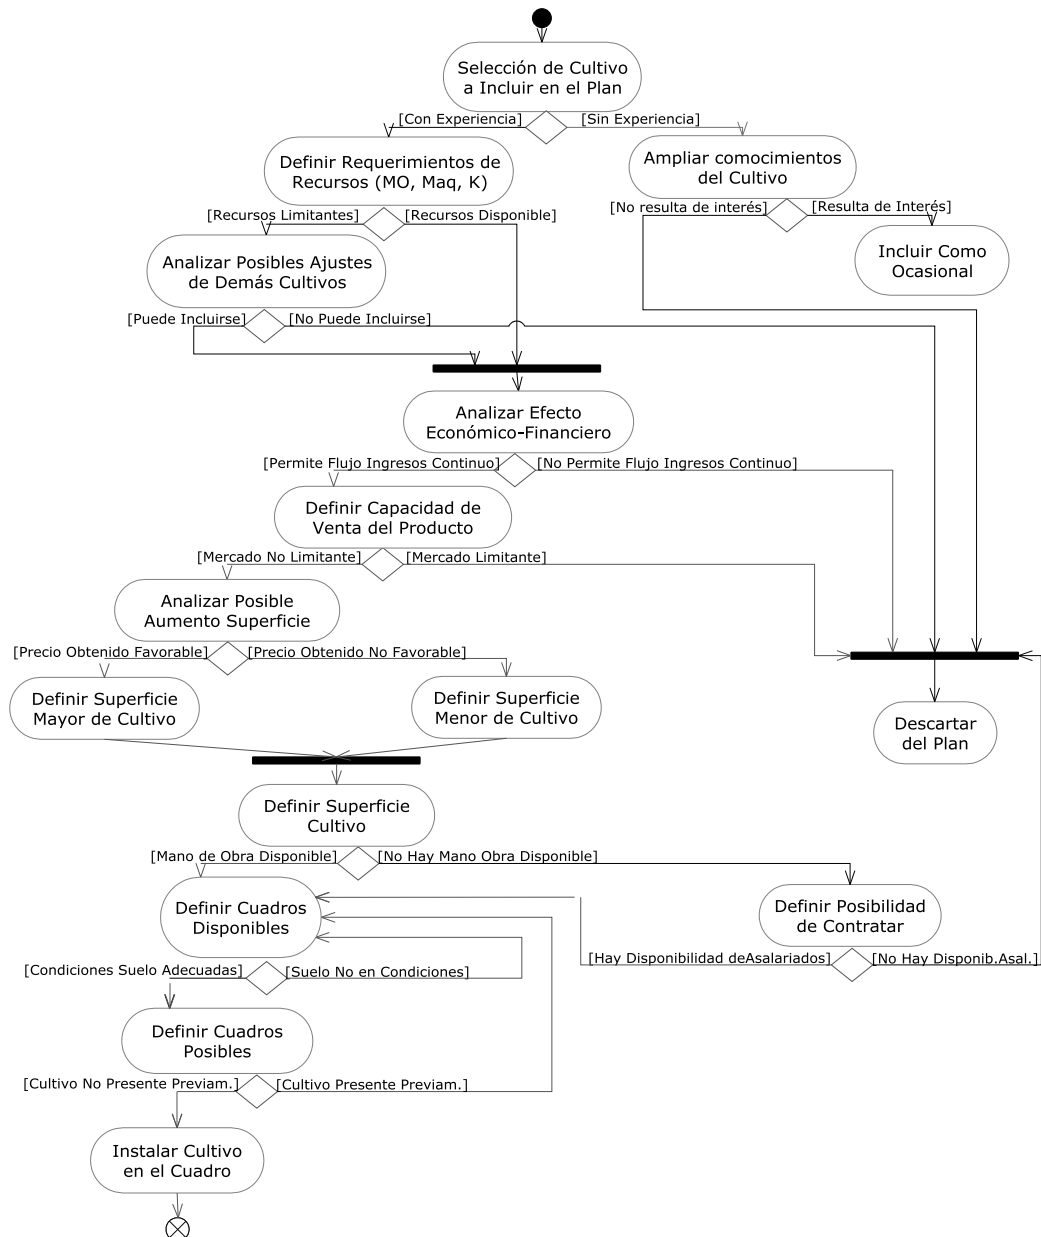 Selección de Cultivo
a Incluir en el Plan
[Con Experiencia]
[Sin Experiencia]
Definir Requerimientos de
Recursos (MO, Maq, K)
Ampliar comocimientos
del Cultivo
[Recursos Limitantes]
[Recursos Disponible]
[No resulta de interés]
[Resulta de Interés]
Analizar Posibles Ajustes
de Demás Cultivos
Incluir Como
Ocasional
[Puede Incluirse]
[No Puede Incluirse]
Analizar Efecto
Económico-Financiero
[Permite Flujo Ingresos Continuo]
[No Permite Flujo Ingresos Continuo]
Definir Capacidad de
Venta del Producto
[Mercado No Limitante]
[Mercado Limitante]
Analizar Posible
Aumento Superficie
[Precio Obtenido Favorable]
[Precio Obtenido No Favorable]
Definir Superficie
Mayor de Cultivo
Definir Superficie
Menor de Cultivo
Descartar
del Plan
Definir Superficie
Cultivo
[Mano de Obra Disponible]
[No Hay Mano Obra Disponible]
Definir Cuadros
Disponibles
Definir Posibilidad
de Contratar
[Hay Disponibilidad deAsalariados]
[No Hay Disponib.Asal.]
[Condiciones Suelo Adecuadas]
[Suelo No en Condiciones]
Definir Cuadros
Posibles
[Cultivo No Presente Previam.]
[Cultivo Presente Previam.]
Instalar Cultivo
en el Cuadro